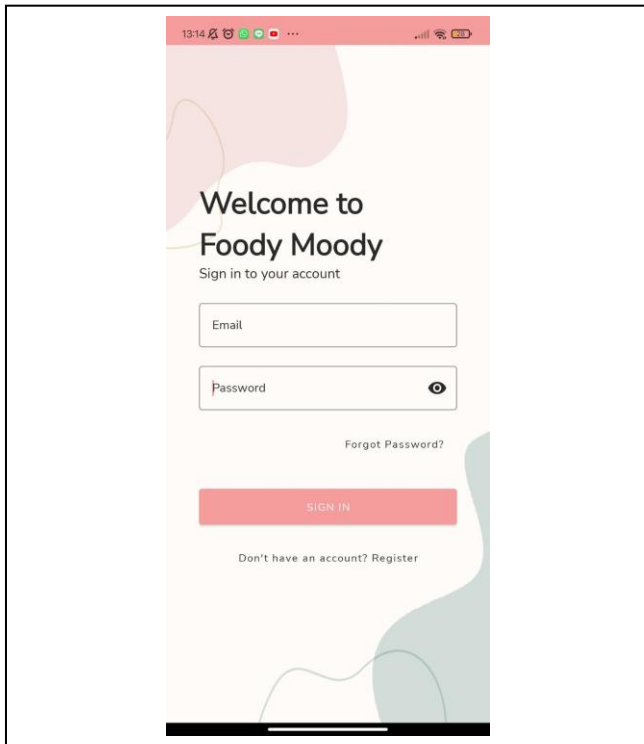 13:14
28
Welcome to
Foody Moody
Sign in to your account
Email
Password
Forgot Password?
SIGN IN
Don't have an account? Register